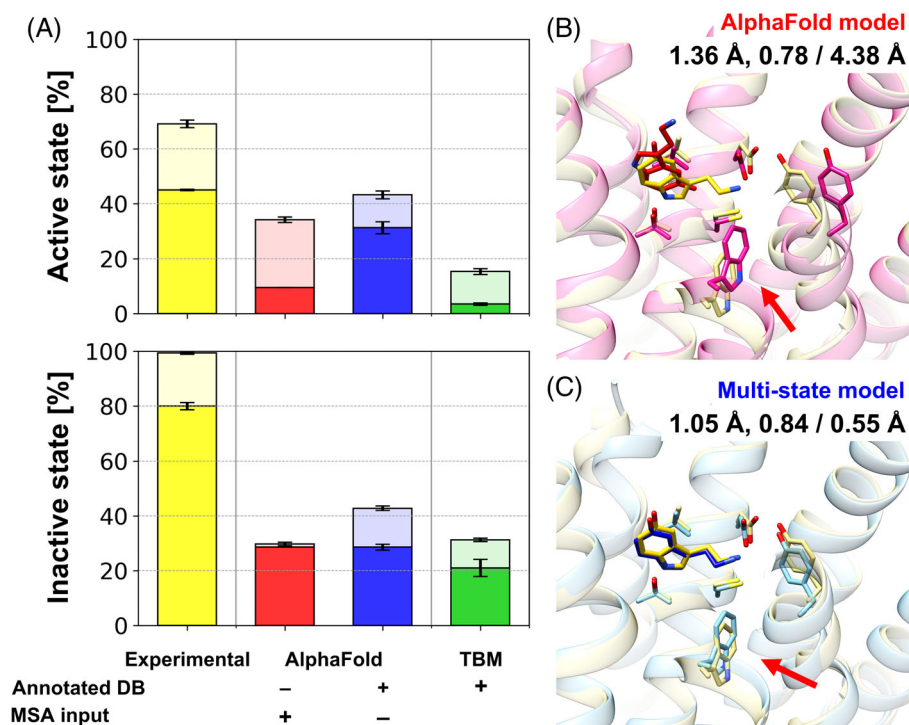 (A)
Active state [%]
100
80
60
40
20
0
Inactive state [%]
100
80
60
40
20
0
Experimental AlphaFold TBM
Annotated DB – + +
MSA input + –
(B)
AlphaFold model
1.36 Å, 0.78 / 4.38 Å
(C)
Multi-state model
1.05 Å, 0.84 / 0.55 Å